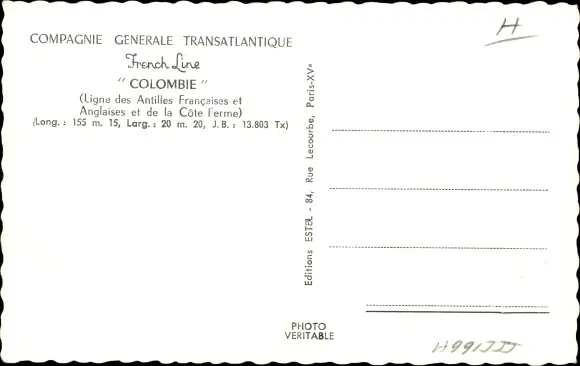 COMPAGNIE GENERALE TRANSATLANTIQUE
French Line
" COLOMBIE "
(Ligne des Antilles Françaises et
Anglaises et de la Côte Ferme)
(Long. : 155 m. 15, Larg. : 20 m. 20, J. B. : 13.803 Tx)
Editions ESTEL - 84, Rue Lecourbe, Paris-XVe
PHOTO
VERITABLE
H